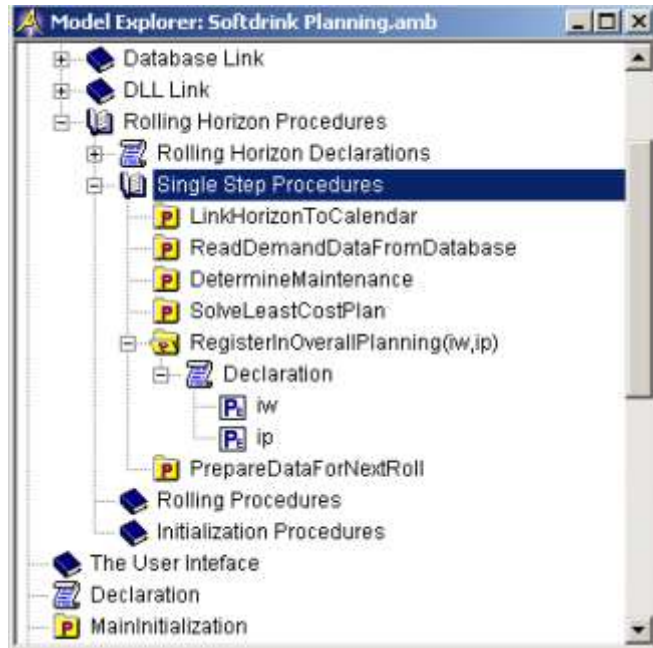 Model Explorer: Softdrink Planning.amb
Database Link
DLL Link
Rolling Horizon Procedures
Rolling Horizon Declarations
Single Step Procedures
P LinkHorizonToCalendar
P ReadDemandDataFromDatabase
P DetermineMaintenance
P SolveLeastCostPlan
P RegisterInOverallPlanning(iw,ip)
Declaration
PE iw
PE ip
P PrepareDataForNextRoll
Rolling Procedures
Initialization Procedures
The User Inteface
Declaration
P MainInitialization